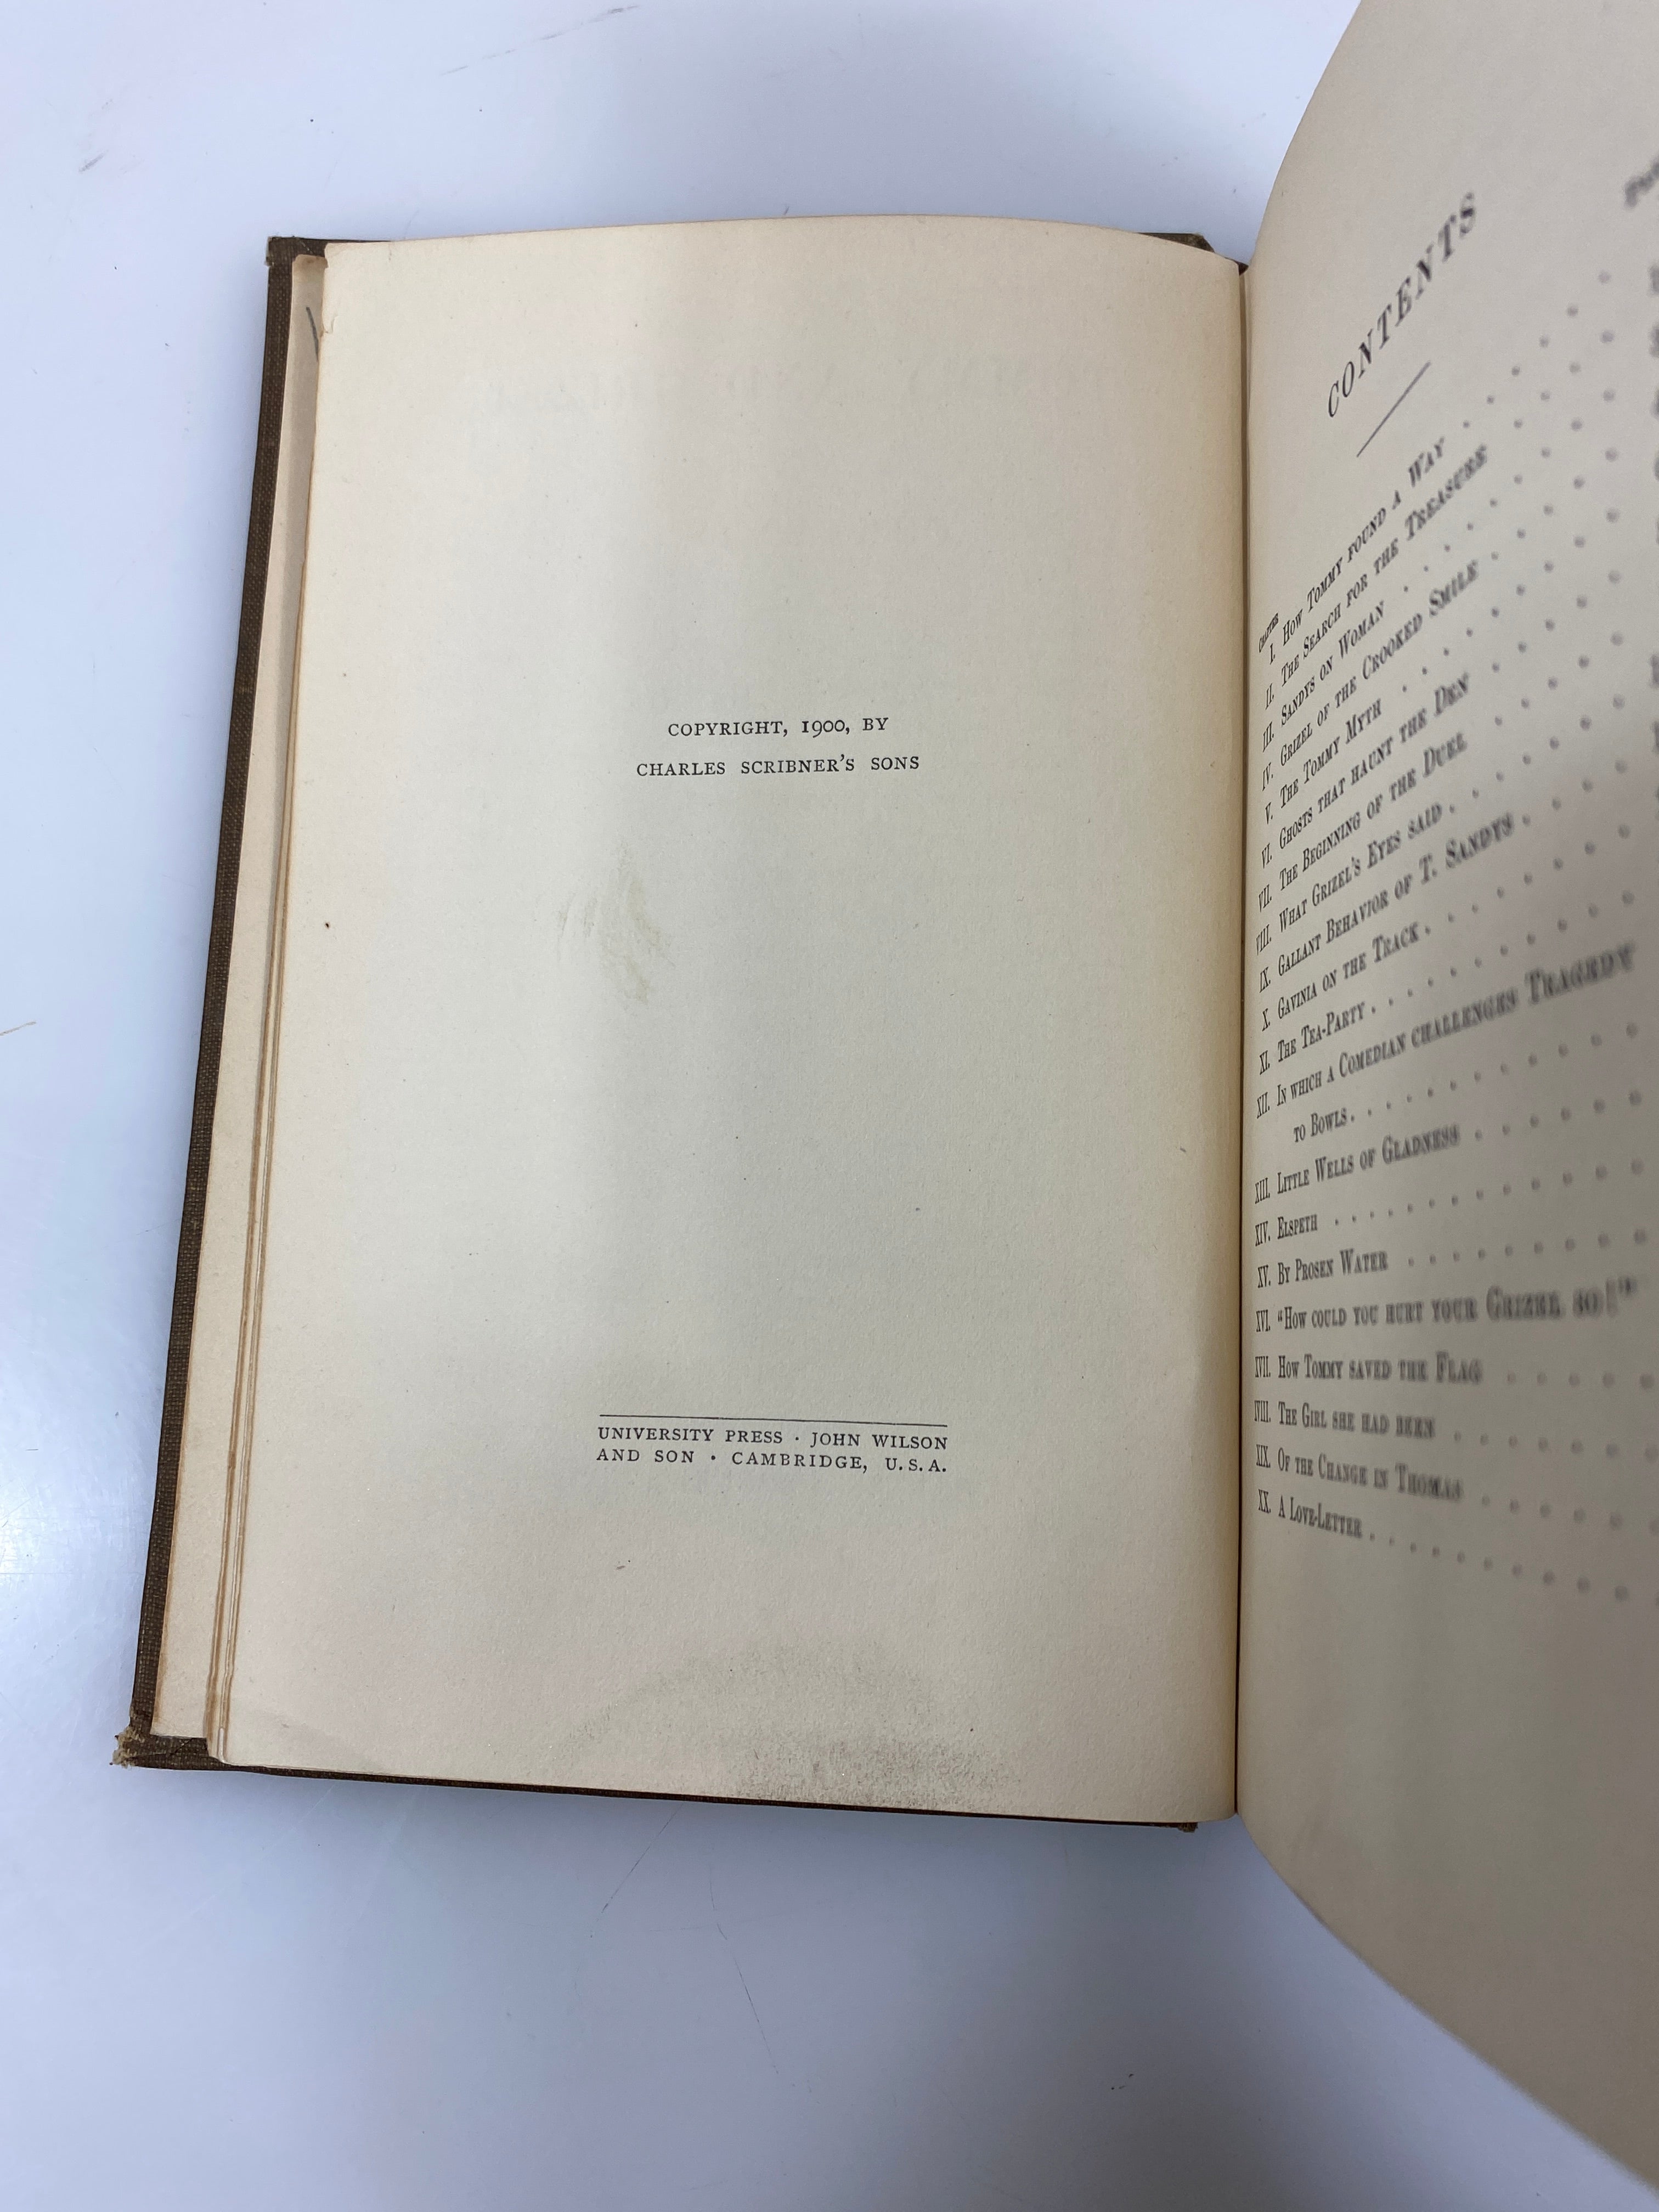 COPYRIGHT, 1900, BY
CHARLES SCRIBNER'S SONS
UNIVERSITY PRESS · JOHN WILSON
AND SON · CAMBRIDGE, U.S.A.
CONTENTS
CHAPTER
I. HOW TOMMY FOUND A WAY . . . .
II. THE SEARCH FOR THE TREASURE . . . .
III. SANDYS ON WOMAN . . . . . .
IV. GRIZEL OF THE CROOKED SMILE . . . .
V. THE TOMMY MYTH . . . . . .
VI. GHOSTS THAT HAUNT THE DEN . . . .
VII. THE BEGINNING OF THE DUEL . . . .
VIII. WHAT GRIZEL'S EYES SAID . . . . . .
IX. GALLANT BEHAVIOR OF T. SANDYS . . . .
X. GAVINIA ON THE TRACK . . . . . .
XI. THE TEA-PARTY . . . . . . . .
XII. IN WHICH A COMEDIAN CHALLENGES TRAGEDY
TO BOWLS . . . . . . . . .
XIII. LITTLE WELLS OF GLADNESS . . . . . .
XIV. ELSPETH . . . . . . . . . .
XV. BY PROSEN WATER . . . . . . . .
XVI. "HOW COULD YOU HURT YOUR GRIZEL SO!"
XVII. HOW TOMMY SAVED THE FLAG . . . . .
XVIII. THE GIRL SHE HAD BEEN . . . . . .
XIX. OF THE CHANGE IN THOMAS . . . . .
XX. A LOVE-LETTER . . . . . . . . .